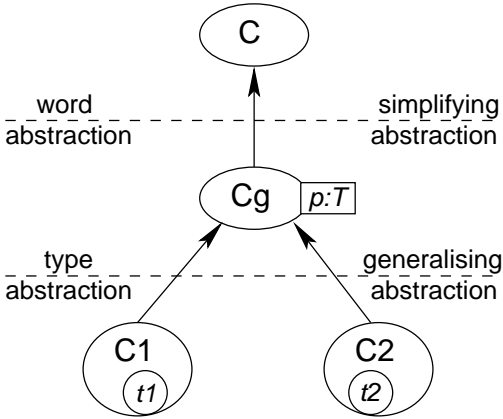 C
word simplifying
abstraction abstraction
Cg p:T
type generalising
abstraction abstraction
C1 C2
t1 t2